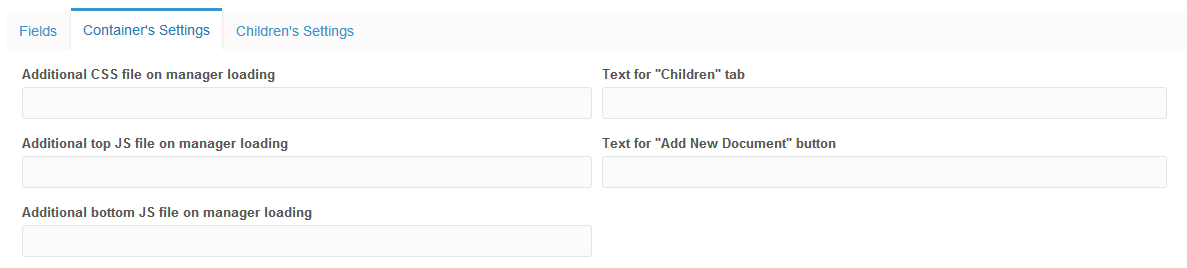 Fields Container's Settings Children's Settings
Additional CSS file on manager loading
Text for "Children" tab
Additional top JS file on manager loading
Text for "Add New Document" button
Additional bottom JS file on manager loading